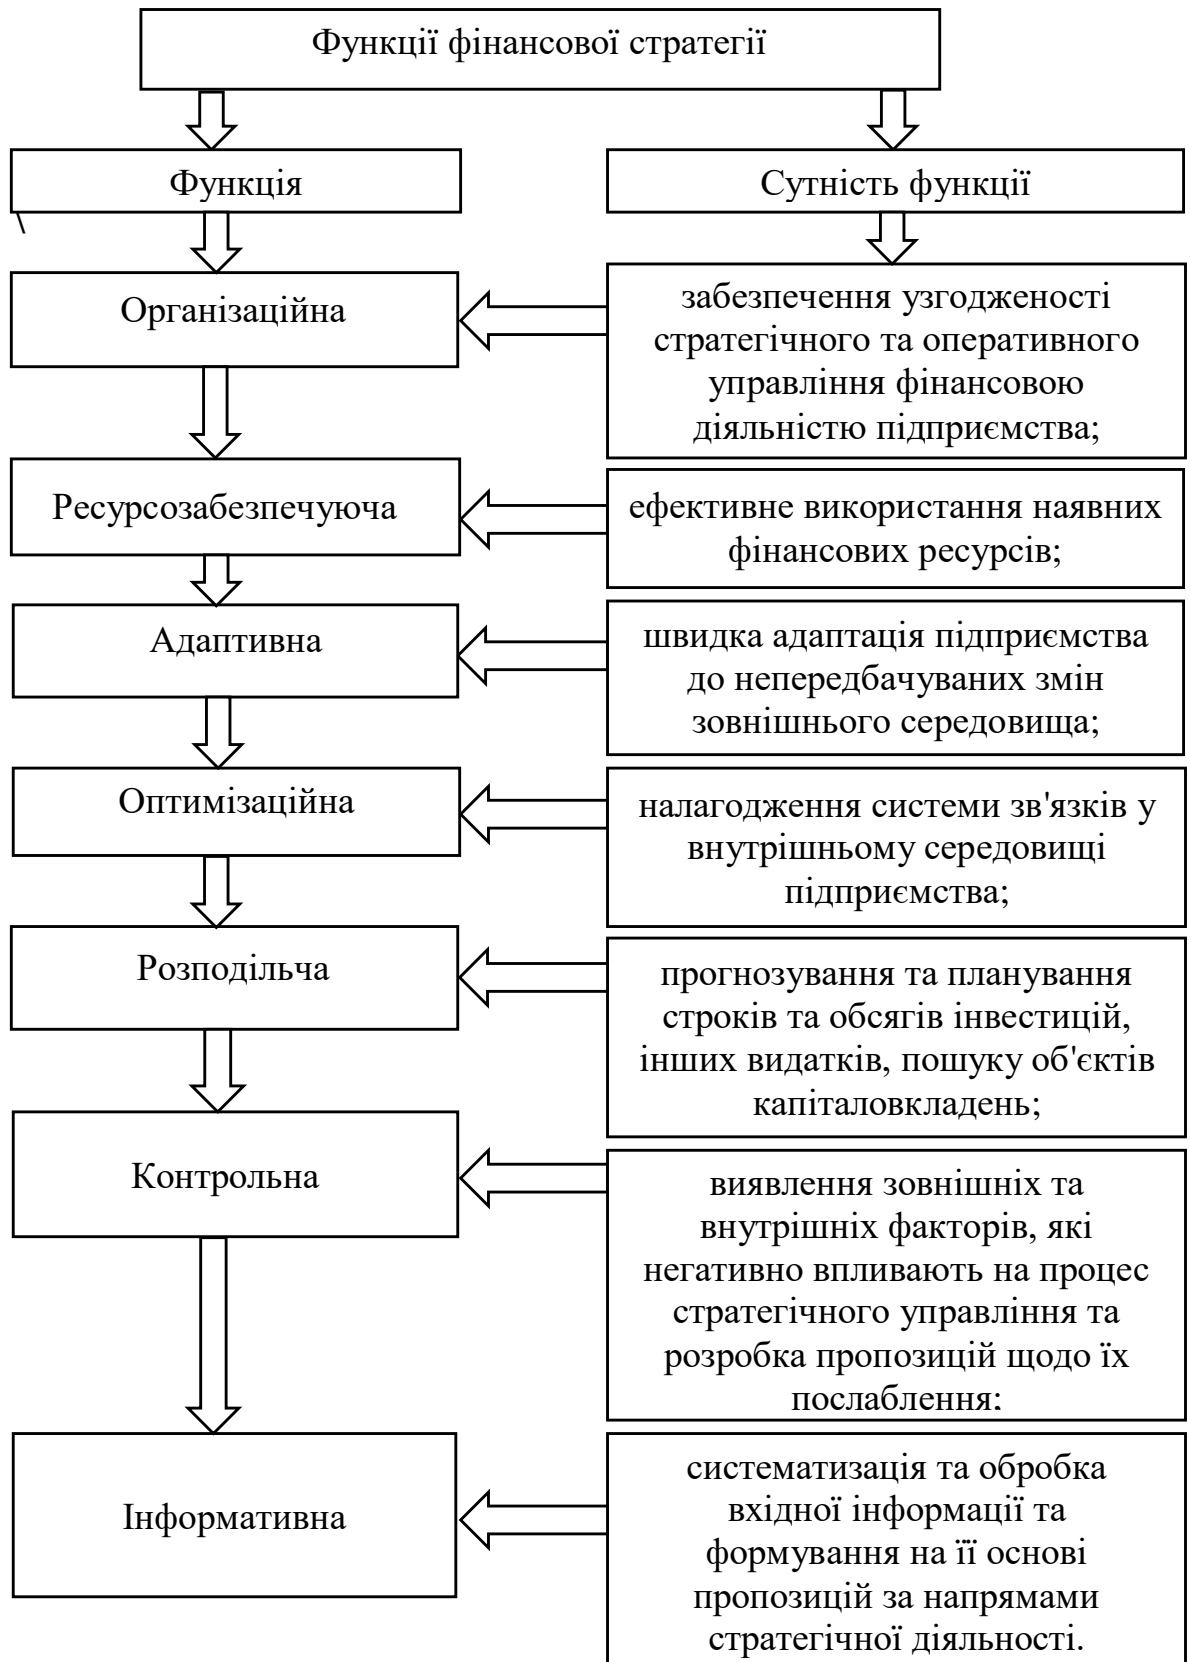 Функції фінансової стратегії
Функція
Сутність функції
Організаційна
забезпечення узгодженості
стратегічного та оперативного
управління фінансовою
діяльністю підприємства;
Ресурсозабезпечуюча
ефективне використання наявних
фінансових ресурсів;
Адаптивна
швидка адаптація підприємства
до непередбачуваних змін
зовнішнього середовища;
Оптимізаційна
налагодження системи зв'язків у
внутрішньому середовищі
підприємства;
Розподільча
прогнозування та планування
строків та обсягів інвестицій,
інших видатків, пошуку об'єктів
капіталовкладень;
Контрольна
виявлення зовнішніх та
внутрішніх факторів, які
негативно впливають на процес
стратегічного управління та
розробка пропозицій щодо їх
послаблення;
Інформативна
систематизація та обробка
вхідної інформації та
формування на її основі
пропозицій за напрямами
стратегічної діяльності.